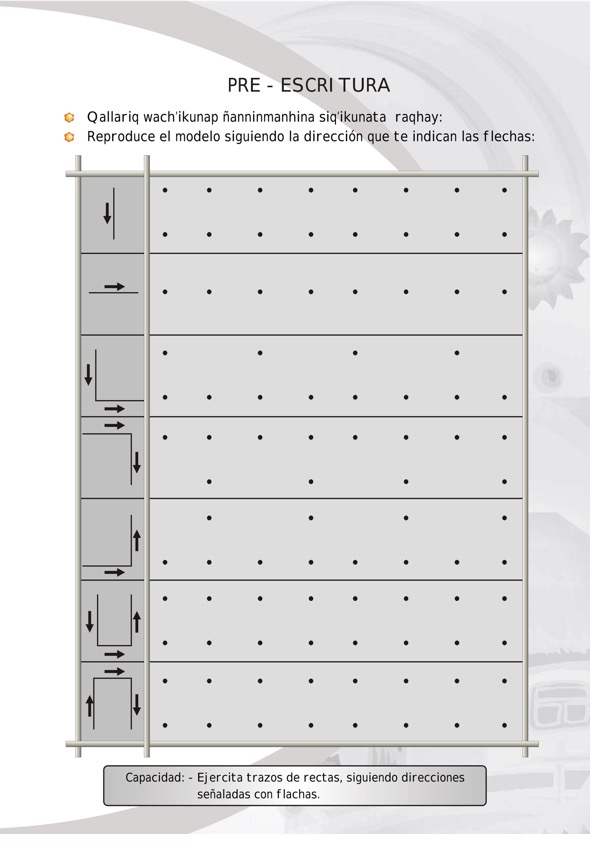 PRE - ESCRITURA
Qallariq wach'ikunap ñanninmanhina siq'ikunata raqhay:
Reproduce el modelo siguiendo la dirección que te indican las flechas:
Capacidad: - Ejercita trazos de rectas, siguiendo direcciones
señaladas con flachas.